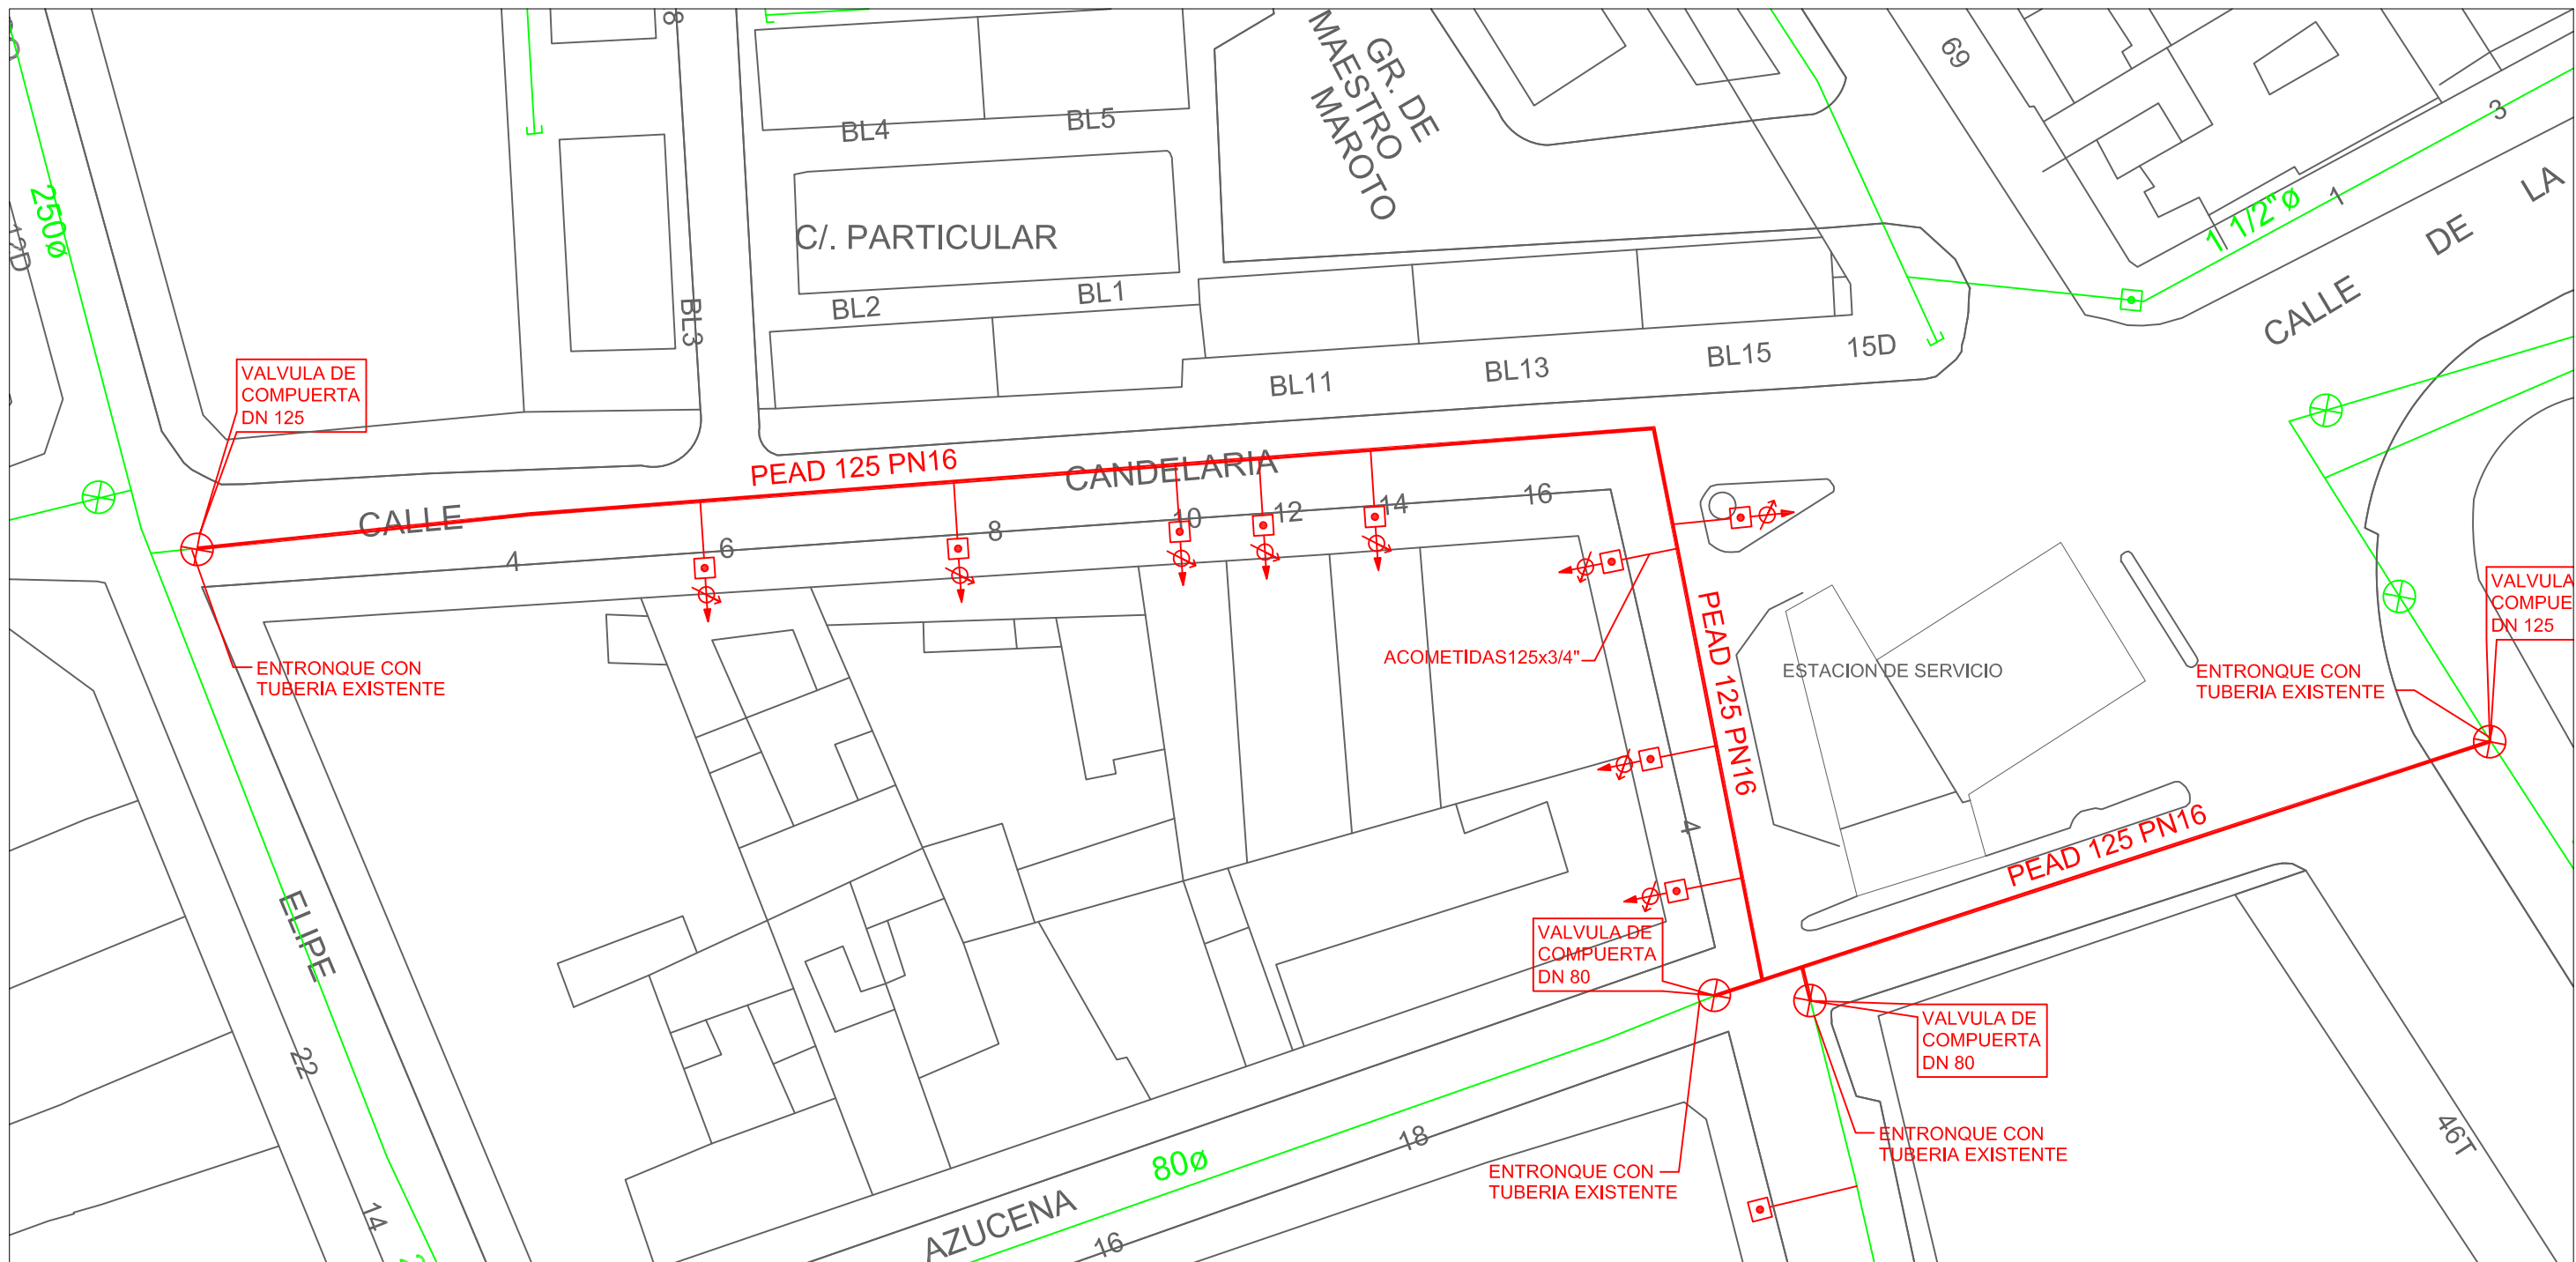 8
GR. DE
MAESTRO
MAROTO
69
3
1
1 1/2"ø
LA
DE
CALLE
250ø
12D
BL4
BL5
C/. PARTICULAR
BL2
BL1
BL3
BL11
BL13
BL15
15D
VALVULA DE
COMPUERTA
DN 125
PEAD 125 PN16
CANDELARIA
CALLE
4
6
8
10
12
14
16
ENTRONQUE CON
TUBERIA EXISTENTE
ACOMETIDAS125x3/4"
PEAD 125 PN16
ESTACION DE SERVICIO
ENTRONQUE CON
TUBERIA EXISTENTE
VALVULA
COMPUE
DN 125
4
PEAD 125 PN16
VALVULA DE
COMPUERTA
DN 80
VALVULA DE
COMPUERTA
DN 80
ENTRONQUE CON
TUBERIA EXISTENTE
ENTRONQUE CON
TUBERIA EXISTENTE
ELIPE
22
14
80ø
18
AZUCENA
16
46T